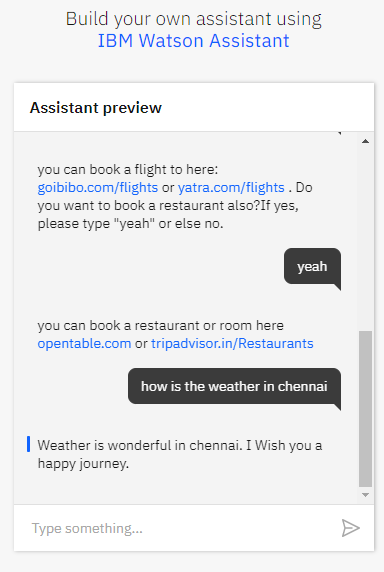 Build your own assistant using
IBM Watson Assistant
Assistant preview
you can book a flight to here:
goibibo.com/flights or yatra.com/flights . Do
you want to book a restaurant also?If yes,
please type "yeah" or else no.
yeah
you can book a restaurant or room here
opentable.com or tripadvisor.in/Restaurants
how is the weather in chennai
Weather is wonderful in chennai. I Wish you a
happy journey.
Type something...